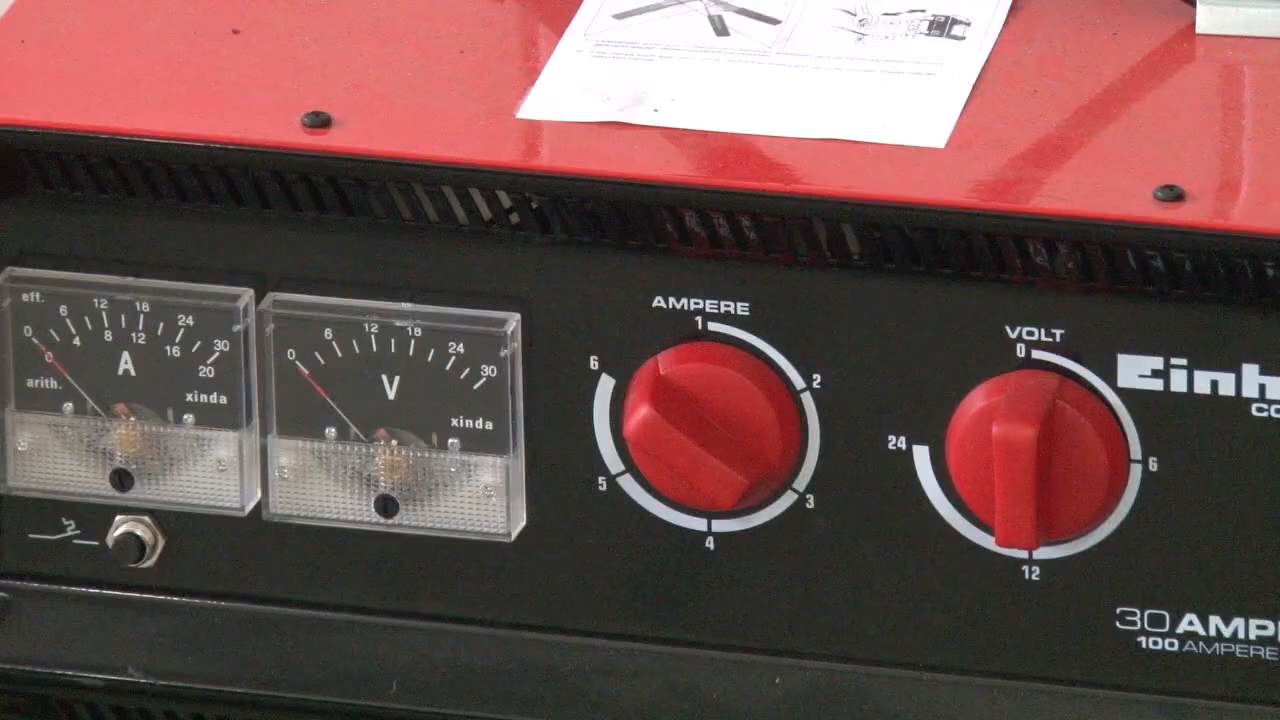 eff.
0 6 12 18 24 30
0 4 8 12 16 20
A
arith.
xinda
0 6 12 18 24 30
V
xinda
AMPERE
1
2
3
4
5
6
VOLT
0
6
12
24
Einh
CO
30 AMP
100 AMPERE